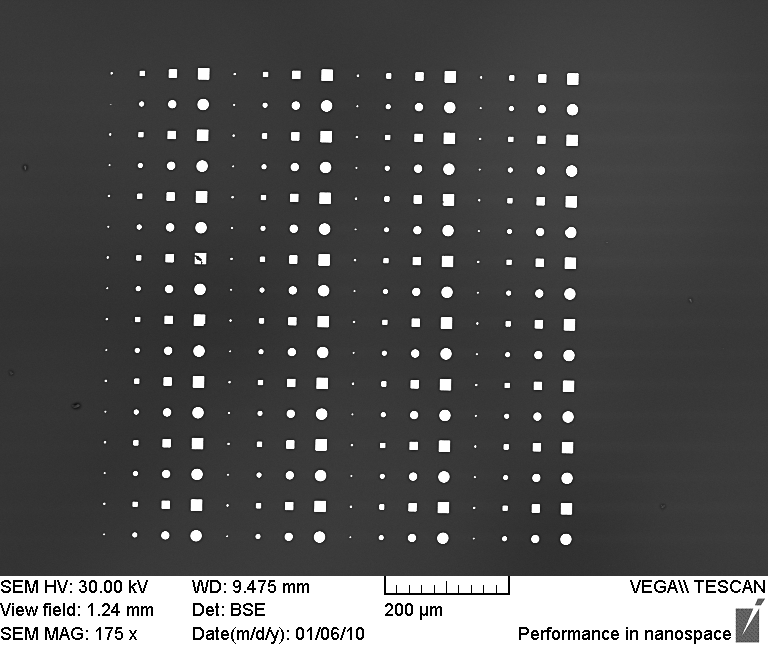 SEM HV: 30.00 kV WD: 9.475 mm VEGA\\ TESCAN
View field: 1.24 mm Det: BSE 200 µm
SEM MAG: 175 x Date(m/d/y): 01/06/10 Performance in nanospace